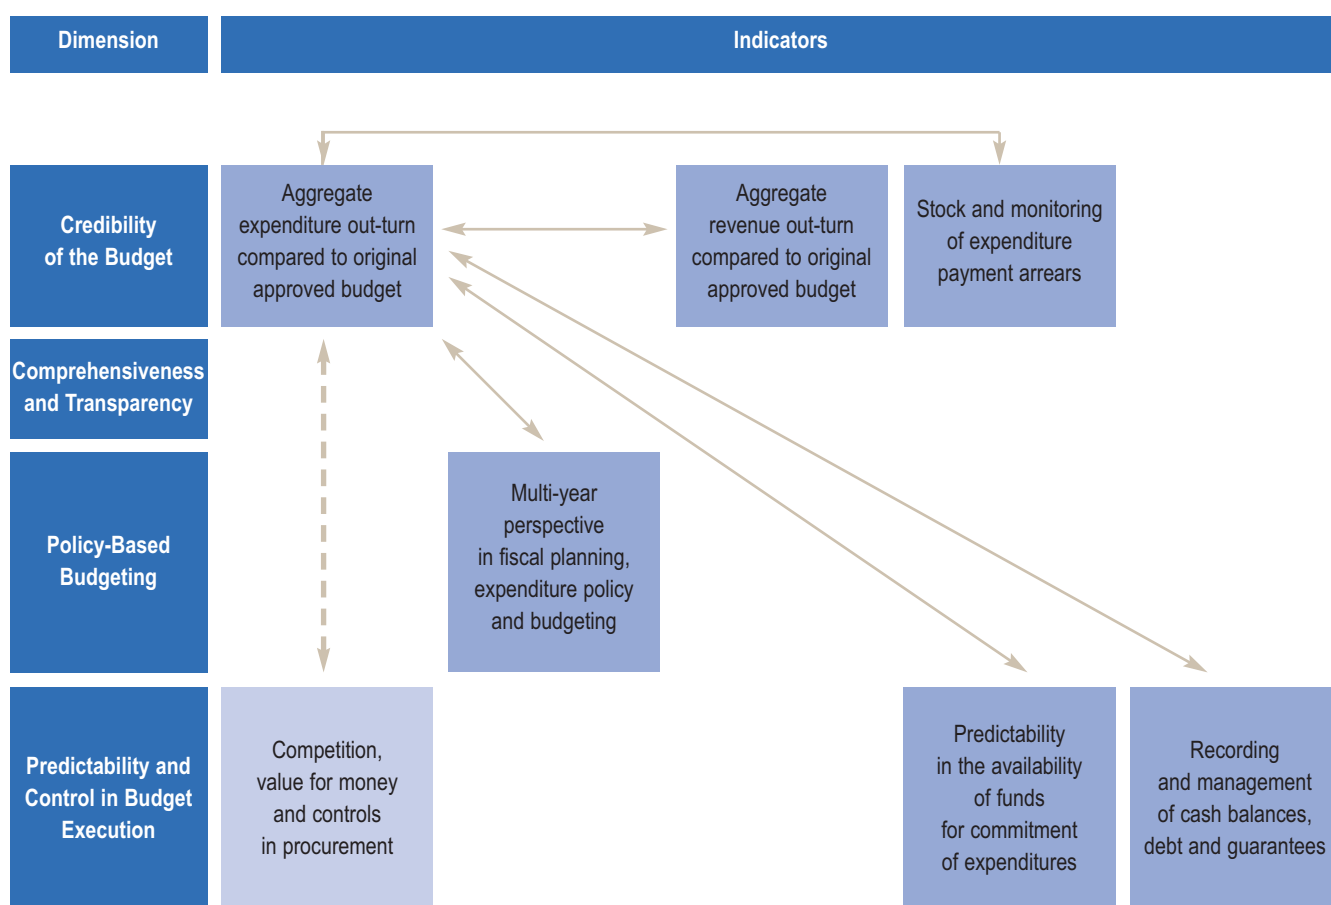 Dimension
Indicators
Credibility
of the Budget
Aggregate
expenditure out-turn
compared to original
approved budget
Aggregate
revenue out-turn
compared to original
approved budget
Stock and monitoring
of expenditure
payment arrears
Comprehensiveness
and Transparency
Policy-Based
Budgeting
Multi-year
perspective
in fiscal planning,
expenditure policy
and budgeting
Predictability and
Control in Budget
Execution
Competition,
value for money
and controls
in procurement
Predictability
in the availability
of funds
for commitment
of expenditures
Recording
and management
of cash balances,
debt and guarantees